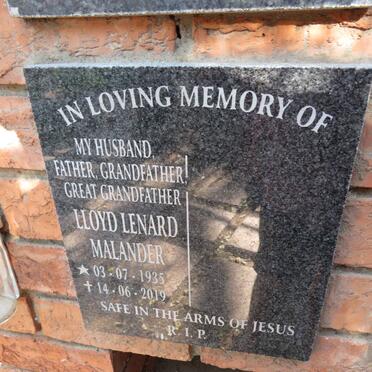 IN LOVING MEMORY OF
MY HUSBAND,
FATHER, GRANDFATHER,
GREAT GRANDFATHER
LLOYD LENARD
MALANDER
★ 03-07-1935
✝ 14-06-2019
SAFE IN THE ARMS OF JESUS
R.I.P.